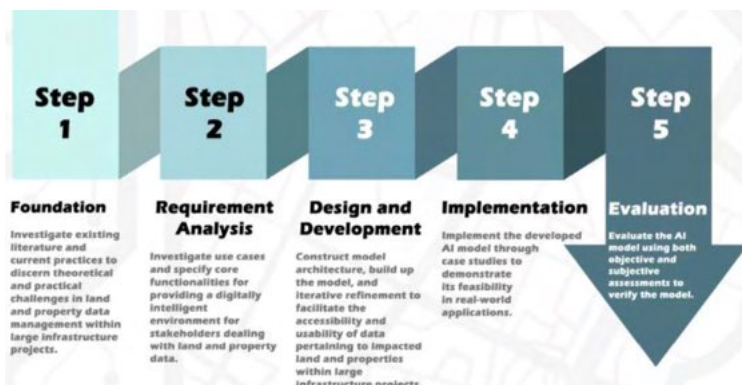 Step
1
Step
2
Step
3
Step
4
Step
5
Foundation
Investigate existing
literature and
current practices to
discern theoretical
and practical
challenges in land
and property data
management within
large infrastructure
projects.
Requirement
Analysis
Investigate use cases
and specify core
functionalities for
providing a digitally
intelligent
environment for
stakeholders dealing
with land and property
data.
Design and
Development
Construct model
architecture, build up
the model, and
iterative refinement to
facilitate the
accessibility and
usability of data
pertaining to impacted
land and properties
within large
infrastructure projects
Implementation
Implement the developed
AI model through
case studies to
demonstrate
its feasibility
in real-world
applications.
Evaluation
Evaluate the AI
model using both
objective and
subjective
assessments to
verify the model.